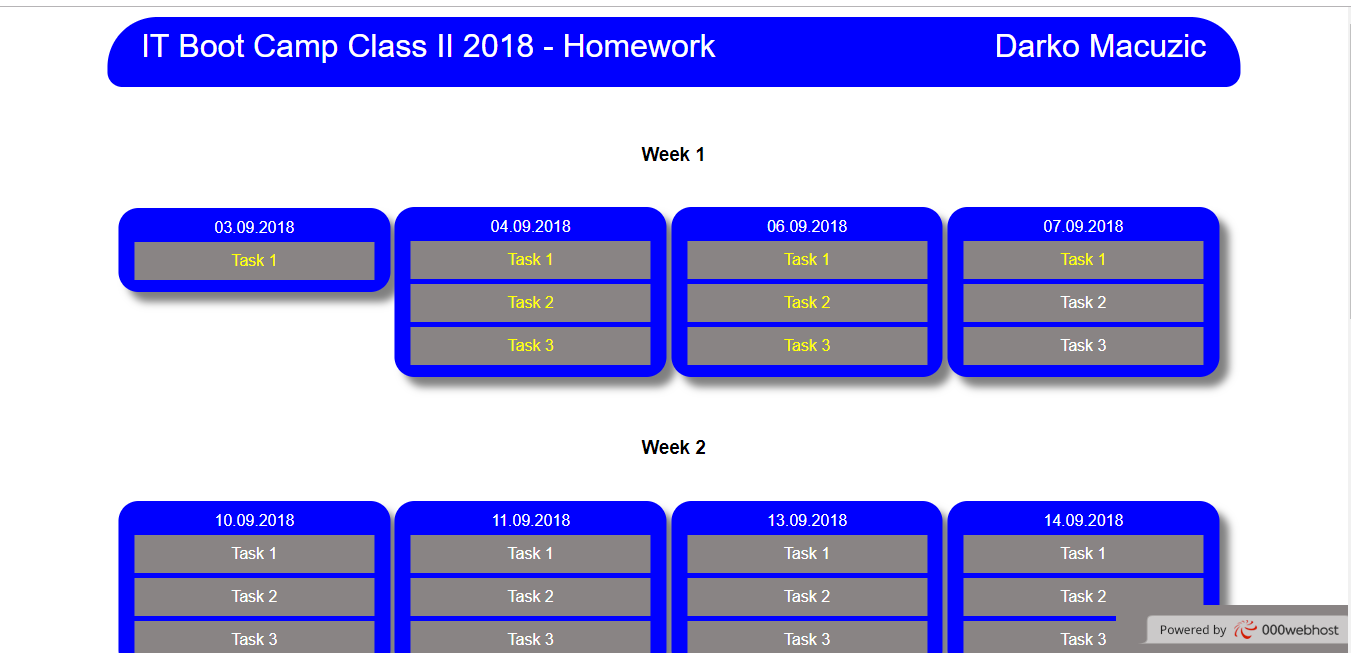 IT Boot Camp Class II 2018 - Homework Darko Macuzic
Week 1
03.09.2018
Task 1
04.09.2018
Task 1
Task 2
Task 3
06.09.2018
Task 1
Task 2
Task 3
07.09.2018
Task 1
Task 2
Task 3
Week 2
10.09.2018
Task 1
Task 2
Task 3
11.09.2018
Task 1
Task 2
Task 3
13.09.2018
Task 1
Task 2
Task 3
14.09.2018
Task 1
Task 2
Task 3
Powered by 000webhost